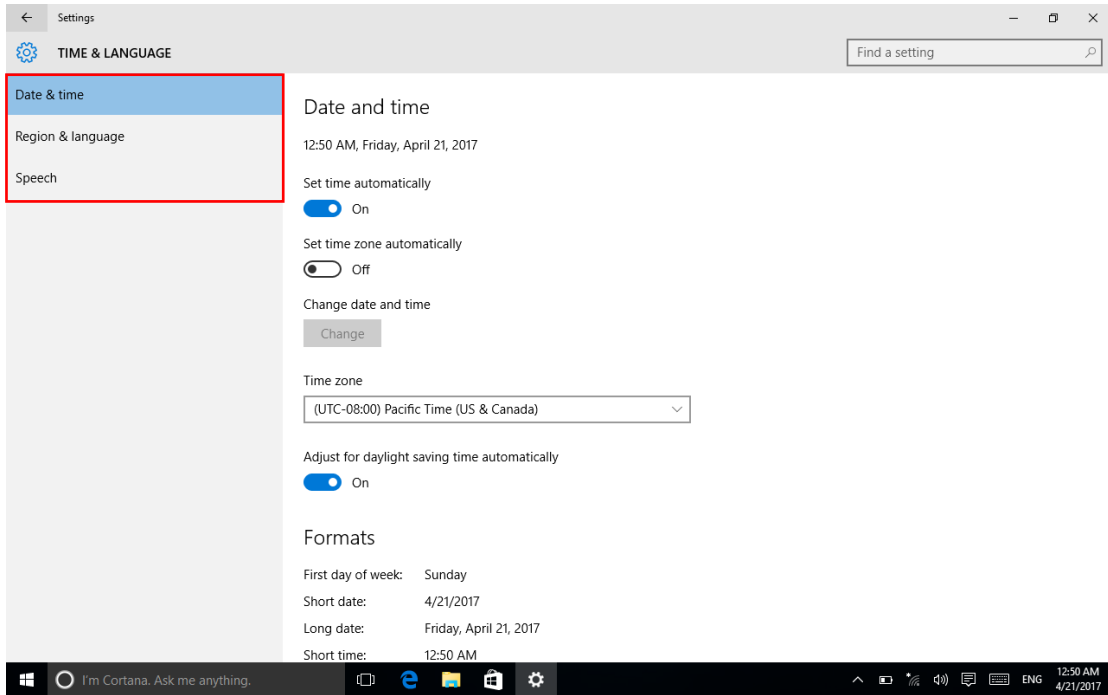 Settings
TIME & LANGUAGE
Find a setting
Date & time
Region & language
Speech
Date and time
12:50 AM, Friday, April 21, 2017
Set time automatically
On
Set time zone automatically
Off
Change date and time
Change
Time zone
(UTC-08:00) Pacific Time (US & Canada)
Adjust for daylight saving time automatically
On
Formats
First day of week: Sunday
Short date: 4/21/2017
Long date: Friday, April 21, 2017
Short time: 12:50 AM
I'm Cortana. Ask me anything.
ENG
12:50 AM
4/21/2017